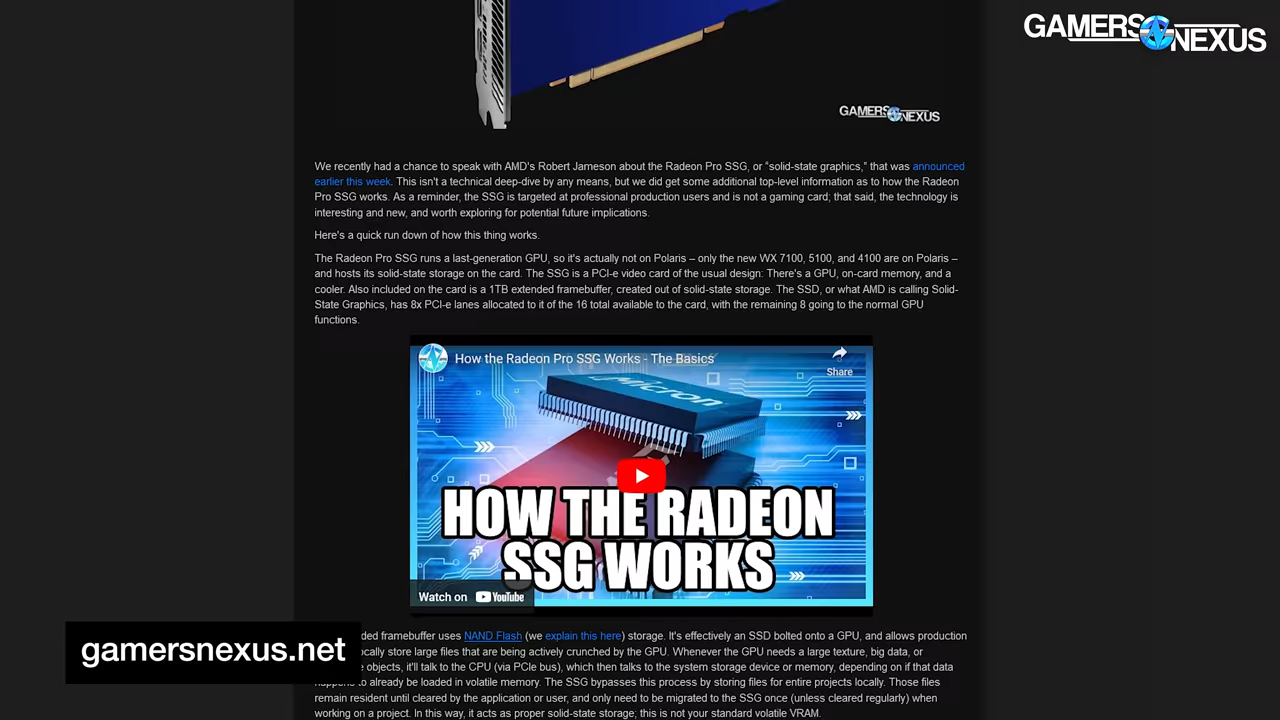 GAMERS NEXUS
GAMERS NEXUS
We recently had a chance to speak with AMD's Robert Jameson about the Radeon Pro SSG, or "solid-state graphics," that was announced
earlier this week. This isn't a technical deep-dive by any means, but we did get some additional top-level information as to how the Radeon
Pro SSG works. As a reminder, the SSG is targeted at professional production users and is not a gaming card; that said, the technology is
interesting and new, and worth exploring for potential future implications.
Here's a quick run down of how this thing works.
The Radeon Pro SSG runs a last-generation GPU, so it's actually not on Polaris – only the new WX 7100, 5100, and 4100 are on Polaris –
and hosts its solid-state storage on the card. The SSG is a PCI-e video card of the usual design: There's a GPU, on-card memory, and a
cooler. Also included on the card is a 1TB extended framebuffer, created out of solid-state storage. The SSD, or what AMD is calling Solid-
State Graphics, has 8x PCI-e lanes allocated to it of the 16 total available to the card, with the remaining 8 going to the normal GPU
functions.
How the Radeon Pro SSG Works - The Basics
Share
Micron
HOW THE RADEON
SSG WORKS
Watch on YouTube
ded framebuffer uses NAND Flash (we explain this here) storage. It's effectively an SSD bolted onto a GPU, and allows production
ocally store large files that are being actively crunched by the GPU. Whenever the GPU needs a large texture, big data, or
objects, it'll talk to the CPU (via PCIe bus), which then talks to the system storage device or memory, depending on if that data
happens to already be loaded in volatile memory. The SSG bypasses this process by storing files for entire projects locally. Those files
remain resident until cleared by the application or user, and only need to be migrated to the SSG once (unless cleared regularly) when
working on a project. In this way, it acts as proper solid-state storage; this is not your standard volatile VRAM.
gamersnexus.net